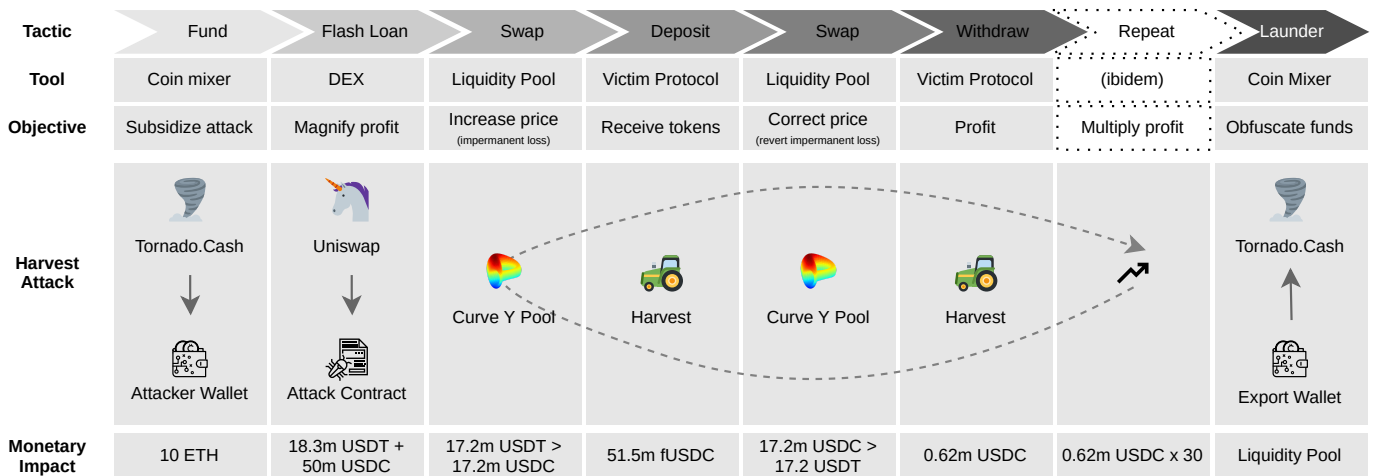 Tactic
Fund
Flash Loan
Swap
Deposit
Swap
Withdraw
Repeat
Launder
Tool
Coin mixer
DEX
Liquidity Pool
Victim Protocol
Liquidity Pool
Victim Protocol
(ibidem)
Coin Mixer
Objective
Subsidize attack
Magnify profit
Increase price
(impermanent loss)
Receive tokens
Correct price
(revert impermanent loss)
Profit
Multiply profit
Obfuscate funds
Harvest
Attack
Tornado.Cash
Attacker Wallet
Uniswap
Attack Contract
Curve Y Pool
Harvest
Curve Y Pool
Harvest
Tornado.Cash
Export Wallet
Monetary
Impact
10 ETH
18.3m USDT +
50m USDC
17.2m USDT >
17.2m USDC
51.5m fUSDC
17.2m USDC >
17.2 USDT
0.62m USDC
0.62m USDC x 30
Liquidity Pool